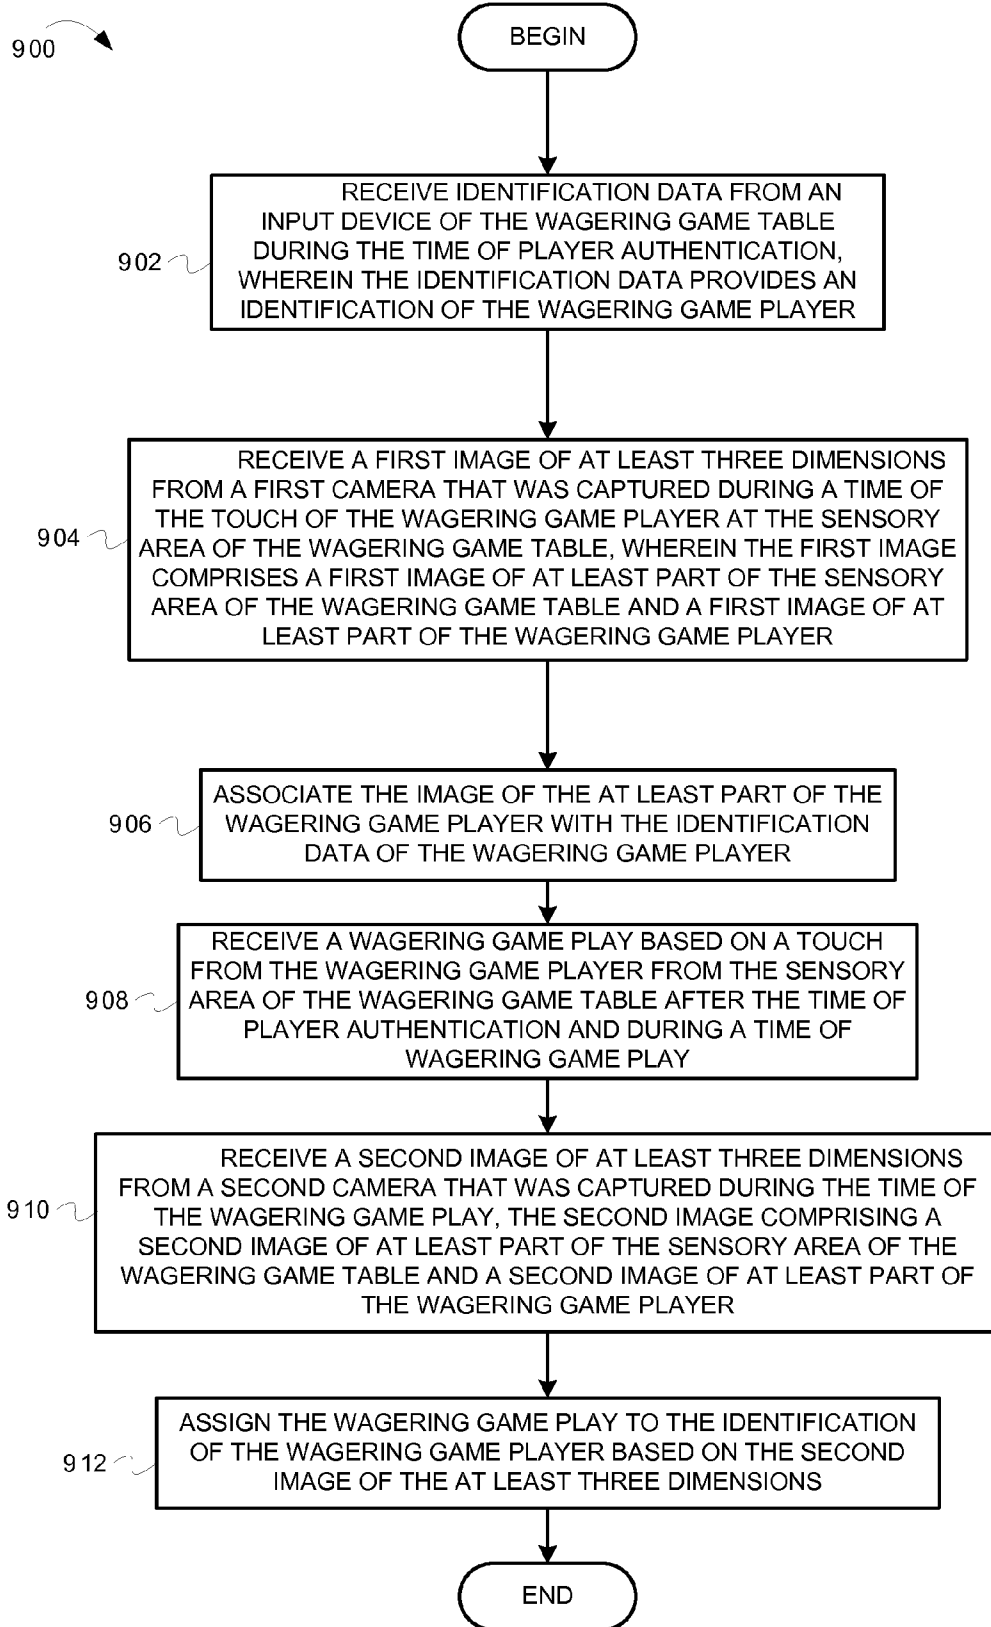 900
BEGIN
RECEIVE IDENTIFICATION DATA FROM AN
INPUT DEVICE OF THE WAGERING GAME TABLE
DURING THE TIME OF PLAYER AUTHENTICATION,
WHEREIN THE IDENTIFICATION DATA PROVIDES AN
IDENTIFICATION OF THE WAGERING GAME PLAYER
902
RECEIVE A FIRST IMAGE OF AT LEAST THREE DIMENSIONS
FROM A FIRST CAMERA THAT WAS CAPTURED DURING A TIME OF
THE TOUCH OF THE WAGERING GAME PLAYER AT THE SENSORY
AREA OF THE WAGERING GAME TABLE, WHEREIN THE FIRST IMAGE
COMPRISES A FIRST IMAGE OF AT LEAST PART OF THE SENSORY
AREA OF THE WAGERING GAME TABLE AND A FIRST IMAGE OF AT
LEAST PART OF THE WAGERING GAME PLAYER
904
ASSOCIATE THE IMAGE OF THE AT LEAST PART OF THE
WAGERING GAME PLAYER WITH THE IDENTIFICATION
DATA OF THE WAGERING GAME PLAYER
906
RECEIVE A WAGERING GAME PLAY BASED ON A TOUCH
FROM THE WAGERING GAME PLAYER FROM THE SENSORY
AREA OF THE WAGERING GAME TABLE AFTER THE TIME OF
PLAYER AUTHENTICATION AND DURING A TIME OF
WAGERING GAME PLAY
908
RECEIVE A SECOND IMAGE OF AT LEAST THREE DIMENSIONS
FROM A SECOND CAMERA THAT WAS CAPTURED DURING THE TIME OF
THE WAGERING GAME PLAY, THE SECOND IMAGE COMPRISING A
SECOND IMAGE OF AT LEAST PART OF THE SENSORY AREA OF THE
WAGERING GAME TABLE AND A SECOND IMAGE OF AT LEAST PART OF
THE WAGERING GAME PLAYER
910
ASSIGN THE WAGERING GAME PLAY TO THE IDENTIFICATION
OF THE WAGERING GAME PLAYER BASED ON THE SECOND
IMAGE OF THE AT LEAST THREE DIMENSIONS
912
END